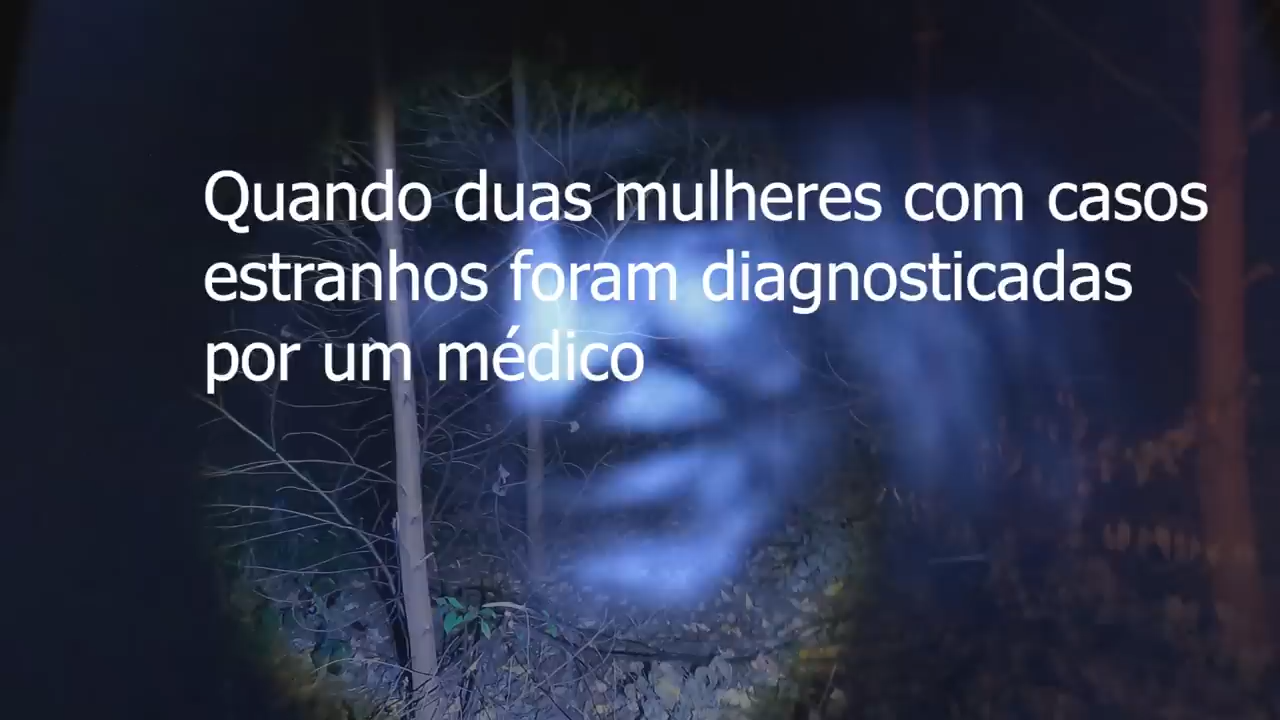 Quando duas mulheres com casos
estranhos foram diagnosticadas
por um médico